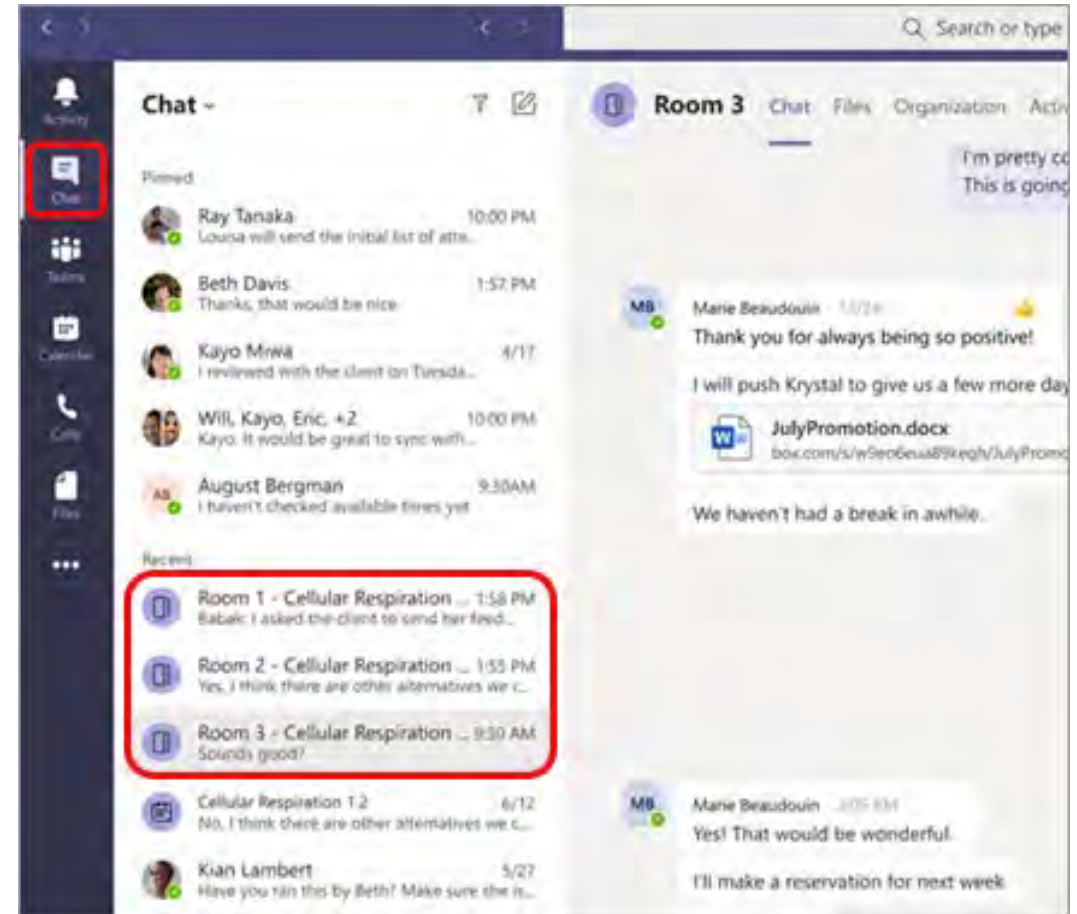 Search or type
Activity
Chat
Teams
Calendar
Calls
Files
Chat
Pinned
Ray Tanaka 10:00 PM
Louisa will send the initial list of atte...
Beth Davis 1:57 PM
Thanks, that would be nice.
Kayo Miwa 4/17
I reviewed with the client on Tuesda...
Will, Kayo, Eric, +2 10:00 PM
Kayo: It would be great to sync with...
AB August Bergman 9:30AM
I haven't checked available times yet
Recent
Room 1 - Cellular Respiration ... 1:58 PM
Babak: I asked the client to send her feed...
Room 2 - Cellular Respiration ... 1:55 PM
Yes, I think there are other alternatives we c...
Room 3 - Cellular Respiration ... 9:30 AM
Sounds good?
Cellular Respiration 1.2 6/12
No, I think there are other alternatives we c...
Kian Lambert 5/27
Have you ran this by Beth? Make sure she is...
Room 3 Chat Files Organization Activ
I'm pretty co
This is going
MB Marie Beaudouin
Thank you for always being so positive!
I will push Krystal to give us a few more day
JulyPromotion.docx
We haven't had a break in awhile.
MB Marie Beaudouin
Yes! That would be wonderful.
I'll make a reservation for next week